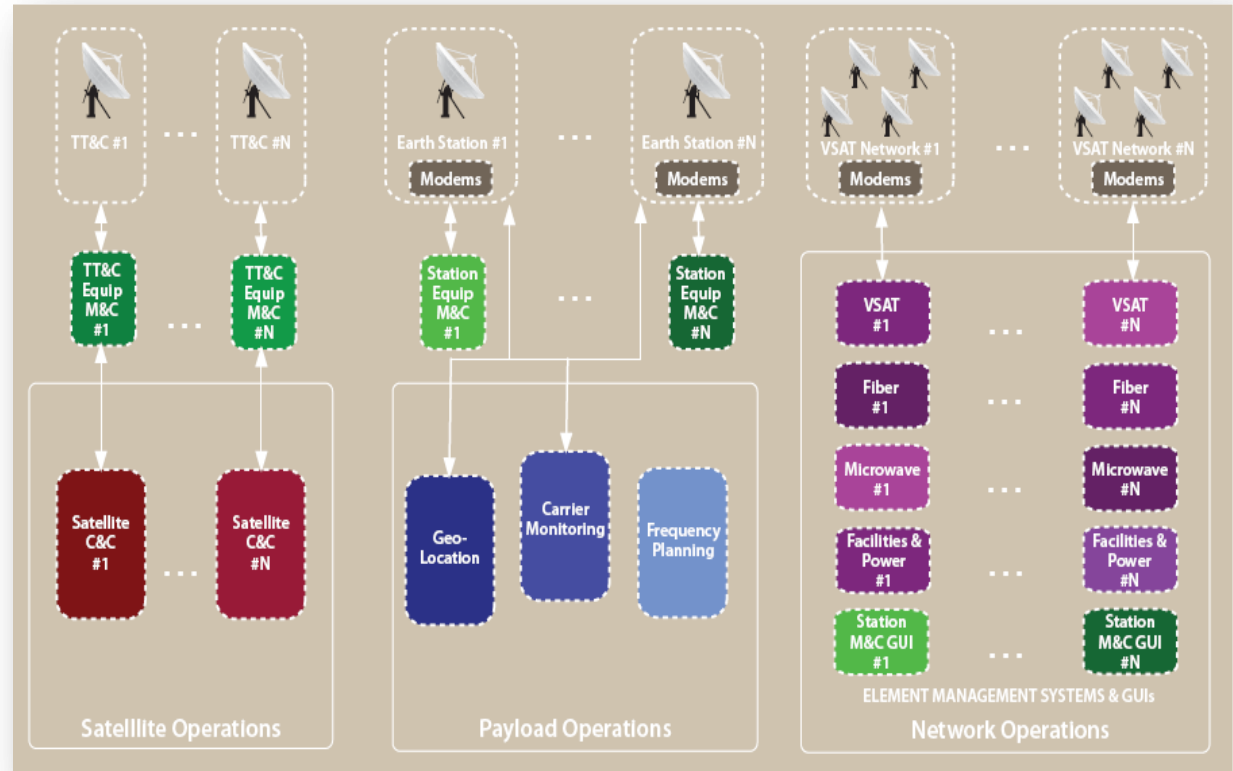 TT&C #1
...
TT&C #N
Earth Station #1
Modems
...
Earth Station #N
Modems
VSAT Network #1
Modems
...
VSAT Network #N
Modems
TT&C
Equip
M&C
#1
...
TT&C
Equip
M&C
#N
Station
Equip
M&C
#1
...
Station
Equip
M&C
#N
Satellite
C&C
#1
...
Satellite
C&C
#N
Satelllite Operations
Geo-
Location
Carrier
Monitoring
Frequency
Planning
Payload Operations
VSAT
#1
...
VSAT
#N
Fiber
#1
...
Fiber
#N
Microwave
#1
...
Microwave
#N
Facilities &
Power
#1
...
Facilities &
Power
#N
Station
M&C GUI
#1
...
Station
M&C GUI
#N
ELEMENT MANAGEMENT SYSTEMS & GUIs
Network Operations